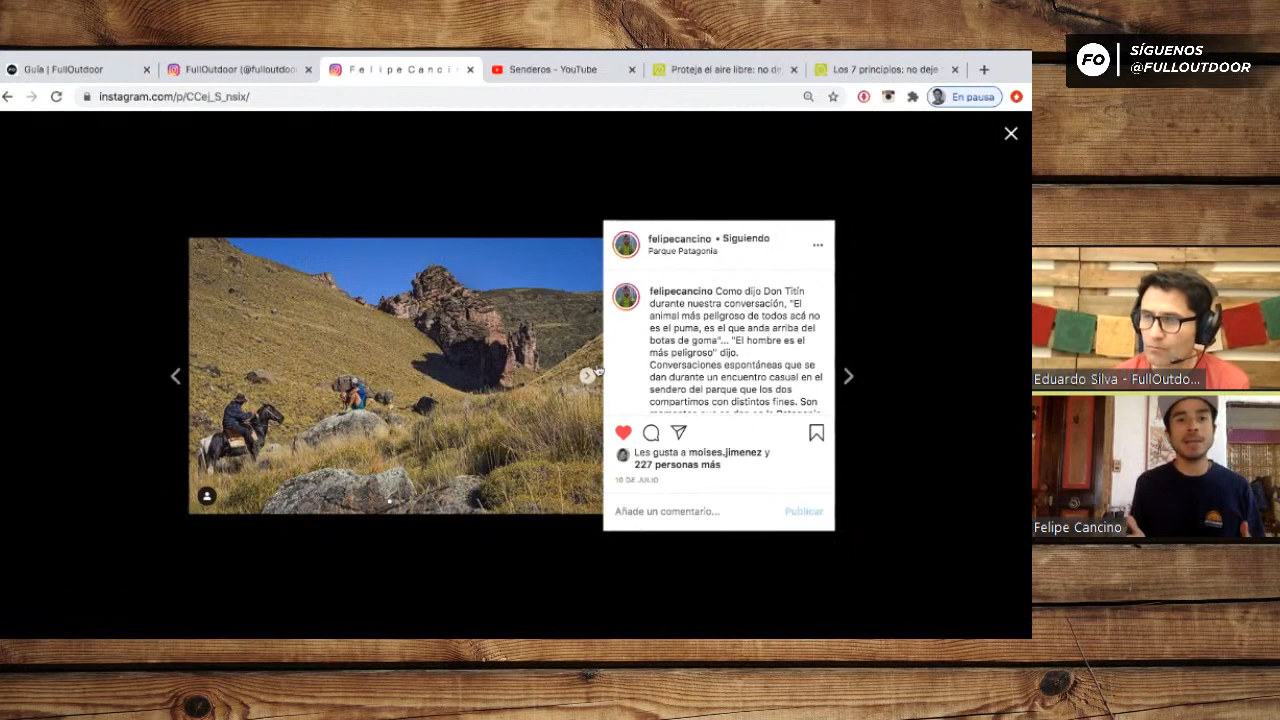 SÍGUENOS
@FULLOUTDOOR
FO
Guía | FullOutdoor
FullOutdoor (@fulloutdoo
F e l i p e C a n c i
Senderos - YouTube
Proteja el aire libre: no de
Los 7 principios: no deje
instagram.com/p/CCej_S_nsix/
En pausa
felipecancino • Siguiendo
Parque Patagonia
felipecancino Como dijo Don Titín
durante nuestra conversación, "El
animal más peligroso de todos acá no
es el puma, es el que anda arriba del
botas de goma"... "El hombre es el
más peligroso" dijo.
Conversaciones espontáneas que se
dan durante un encuentro casual en el
sendero del parque que los dos
compartimos con distintos fines. Son
Les gusta a moises.jimenez y
227 personas más
16 DE JULIO
Añade un comentario...
Publicar
Eduardo Silva - FullOutdo...
Felipe Cancino